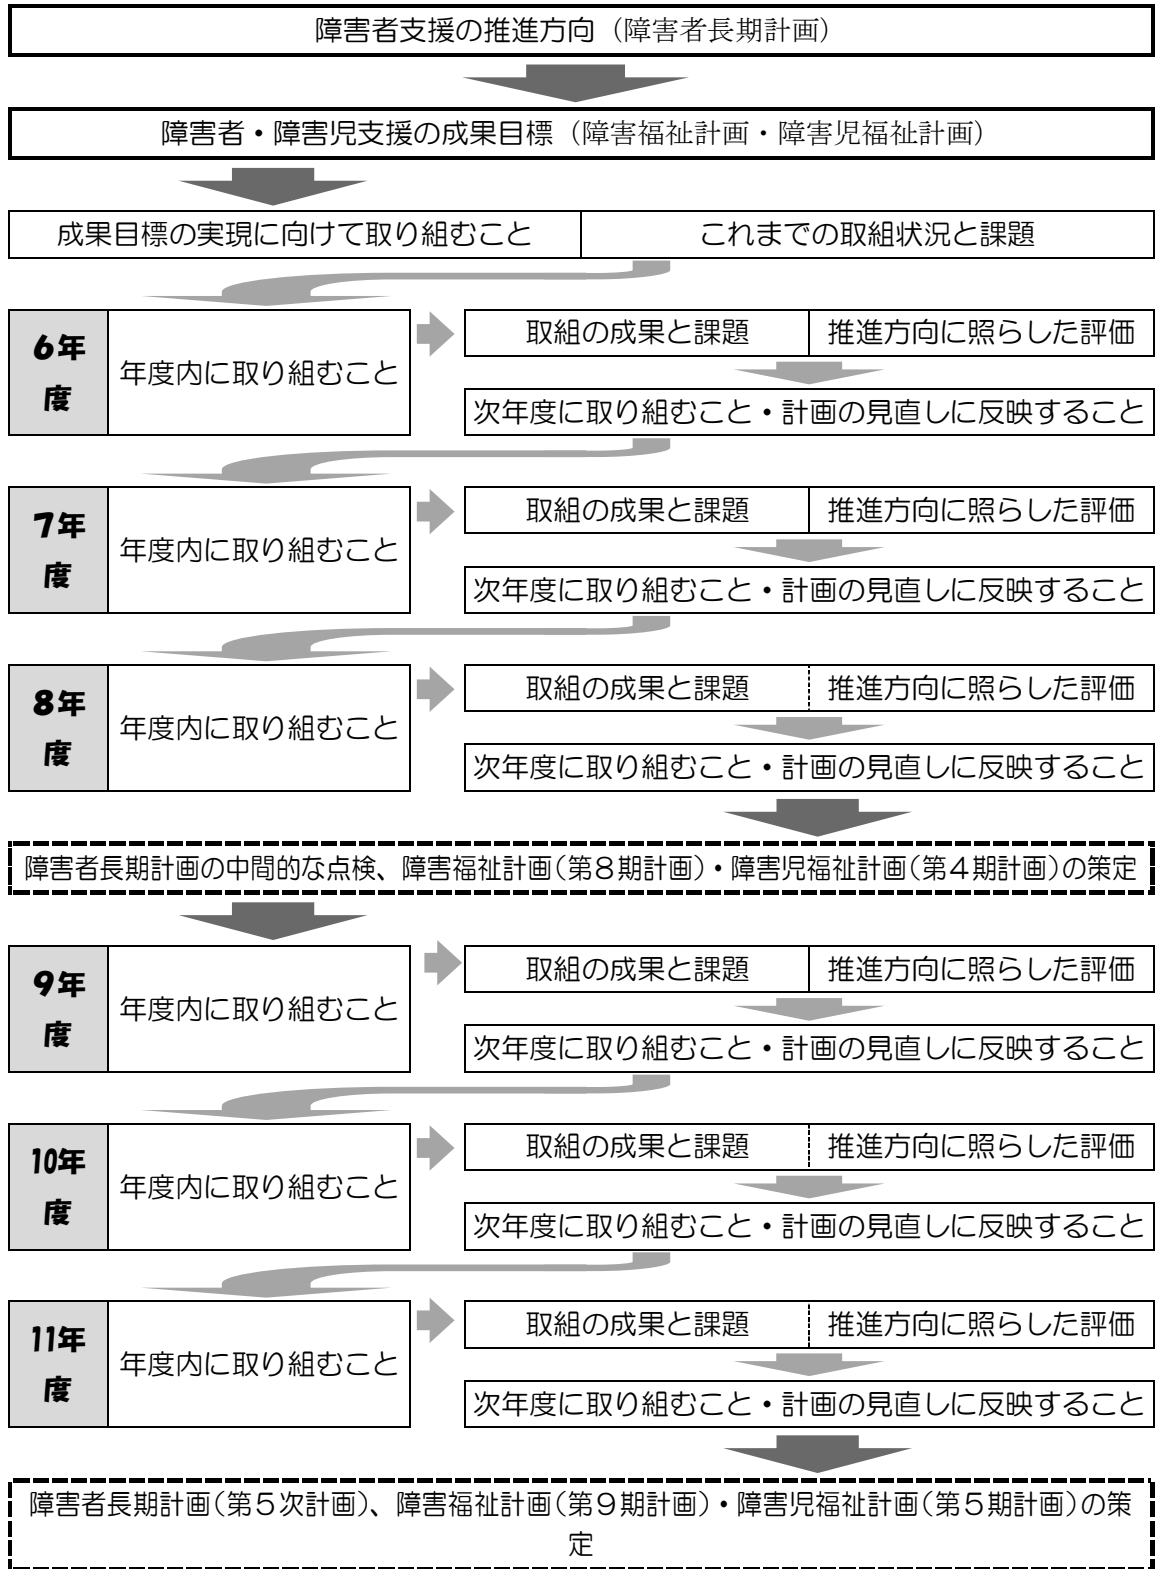 障害者支援の推進方向（障害者長期計画）
障害者・障害児支援の成果目標（障害福祉計画・障害児福祉計画）
成果目標の実現に向けて取り組むこと
これまでの取組状況と課題
6年
度
年度内に取り組むこと
取組の成果と課題
推進方向に照らした評価
次年度に取り組むこと・計画の見直しに反映すること
7年
度
年度内に取り組むこと
取組の成果と課題
推進方向に照らした評価
次年度に取り組むこと・計画の見直しに反映すること
8年
度
年度内に取り組むこと
取組の成果と課題
推進方向に照らした評価
次年度に取り組むこと・計画の見直しに反映すること
障害者長期計画の中間的な点検、障害福祉計画（第８期計画）・障害児福祉計画（第４期計画）の策定
9年
度
年度内に取り組むこと
取組の成果と課題
推進方向に照らした評価
次年度に取り組むこと・計画の見直しに反映すること
10年
度
年度内に取り組むこと
取組の成果と課題
推進方向に照らした評価
次年度に取り組むこと・計画の見直しに反映すること
11年
度
年度内に取り組むこと
取組の成果と課題
推進方向に照らした評価
次年度に取り組むこと・計画の見直しに反映すること
障害者長期計画（第５次計画）、障害福祉計画（第９期計画）・障害児福祉計画（第５期計画）の策
定